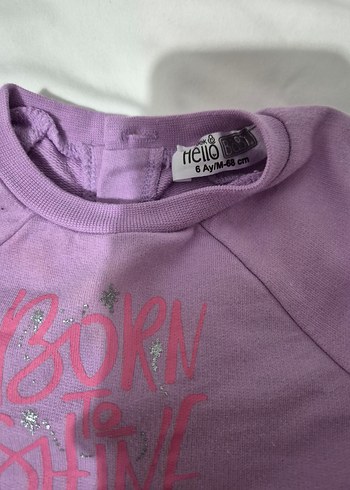 Hello
6 Ay/M-68 cm
BORN
TO
SHINE